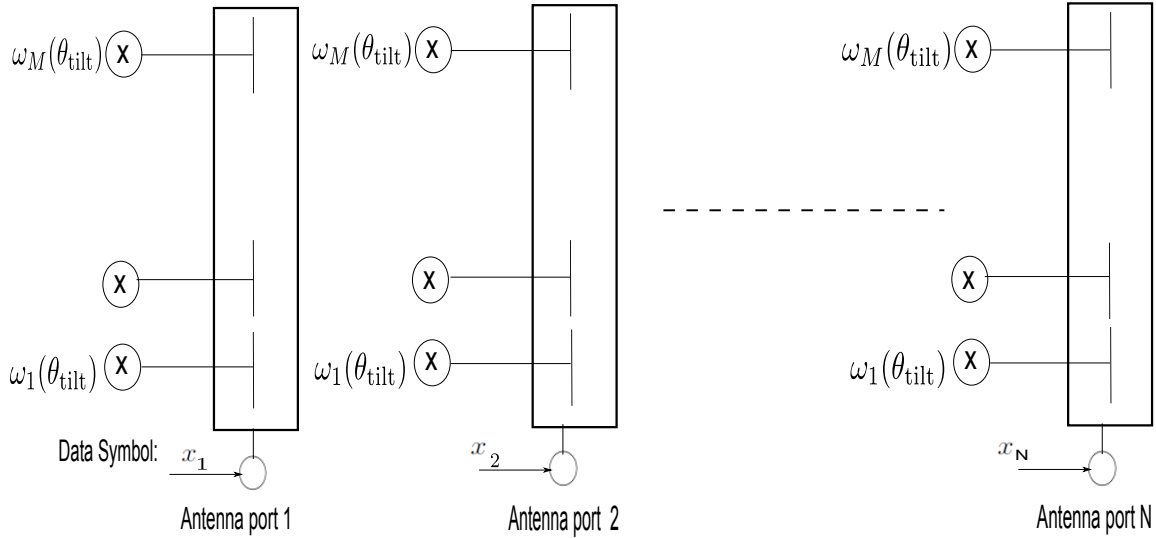 ω_M(θ_tilt) X ω_M(θ_tilt) X ω_M(θ_tilt) X
X X X
ω_1(θ_tilt) X ω_1(θ_tilt) X ω_1(θ_tilt) X
Data Symbol: x_1 x_2 x_N
Antenna port 1 Antenna port 2 Antenna port N